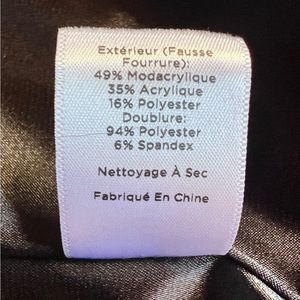 Extérieur (Fausse
Fourrure):
49% Modacrylique
35% Acrylique
16% Polyester
Doublure:
94% Polyester
6% Spandex
Nettoyage À Sec
Fabriqué En Chine